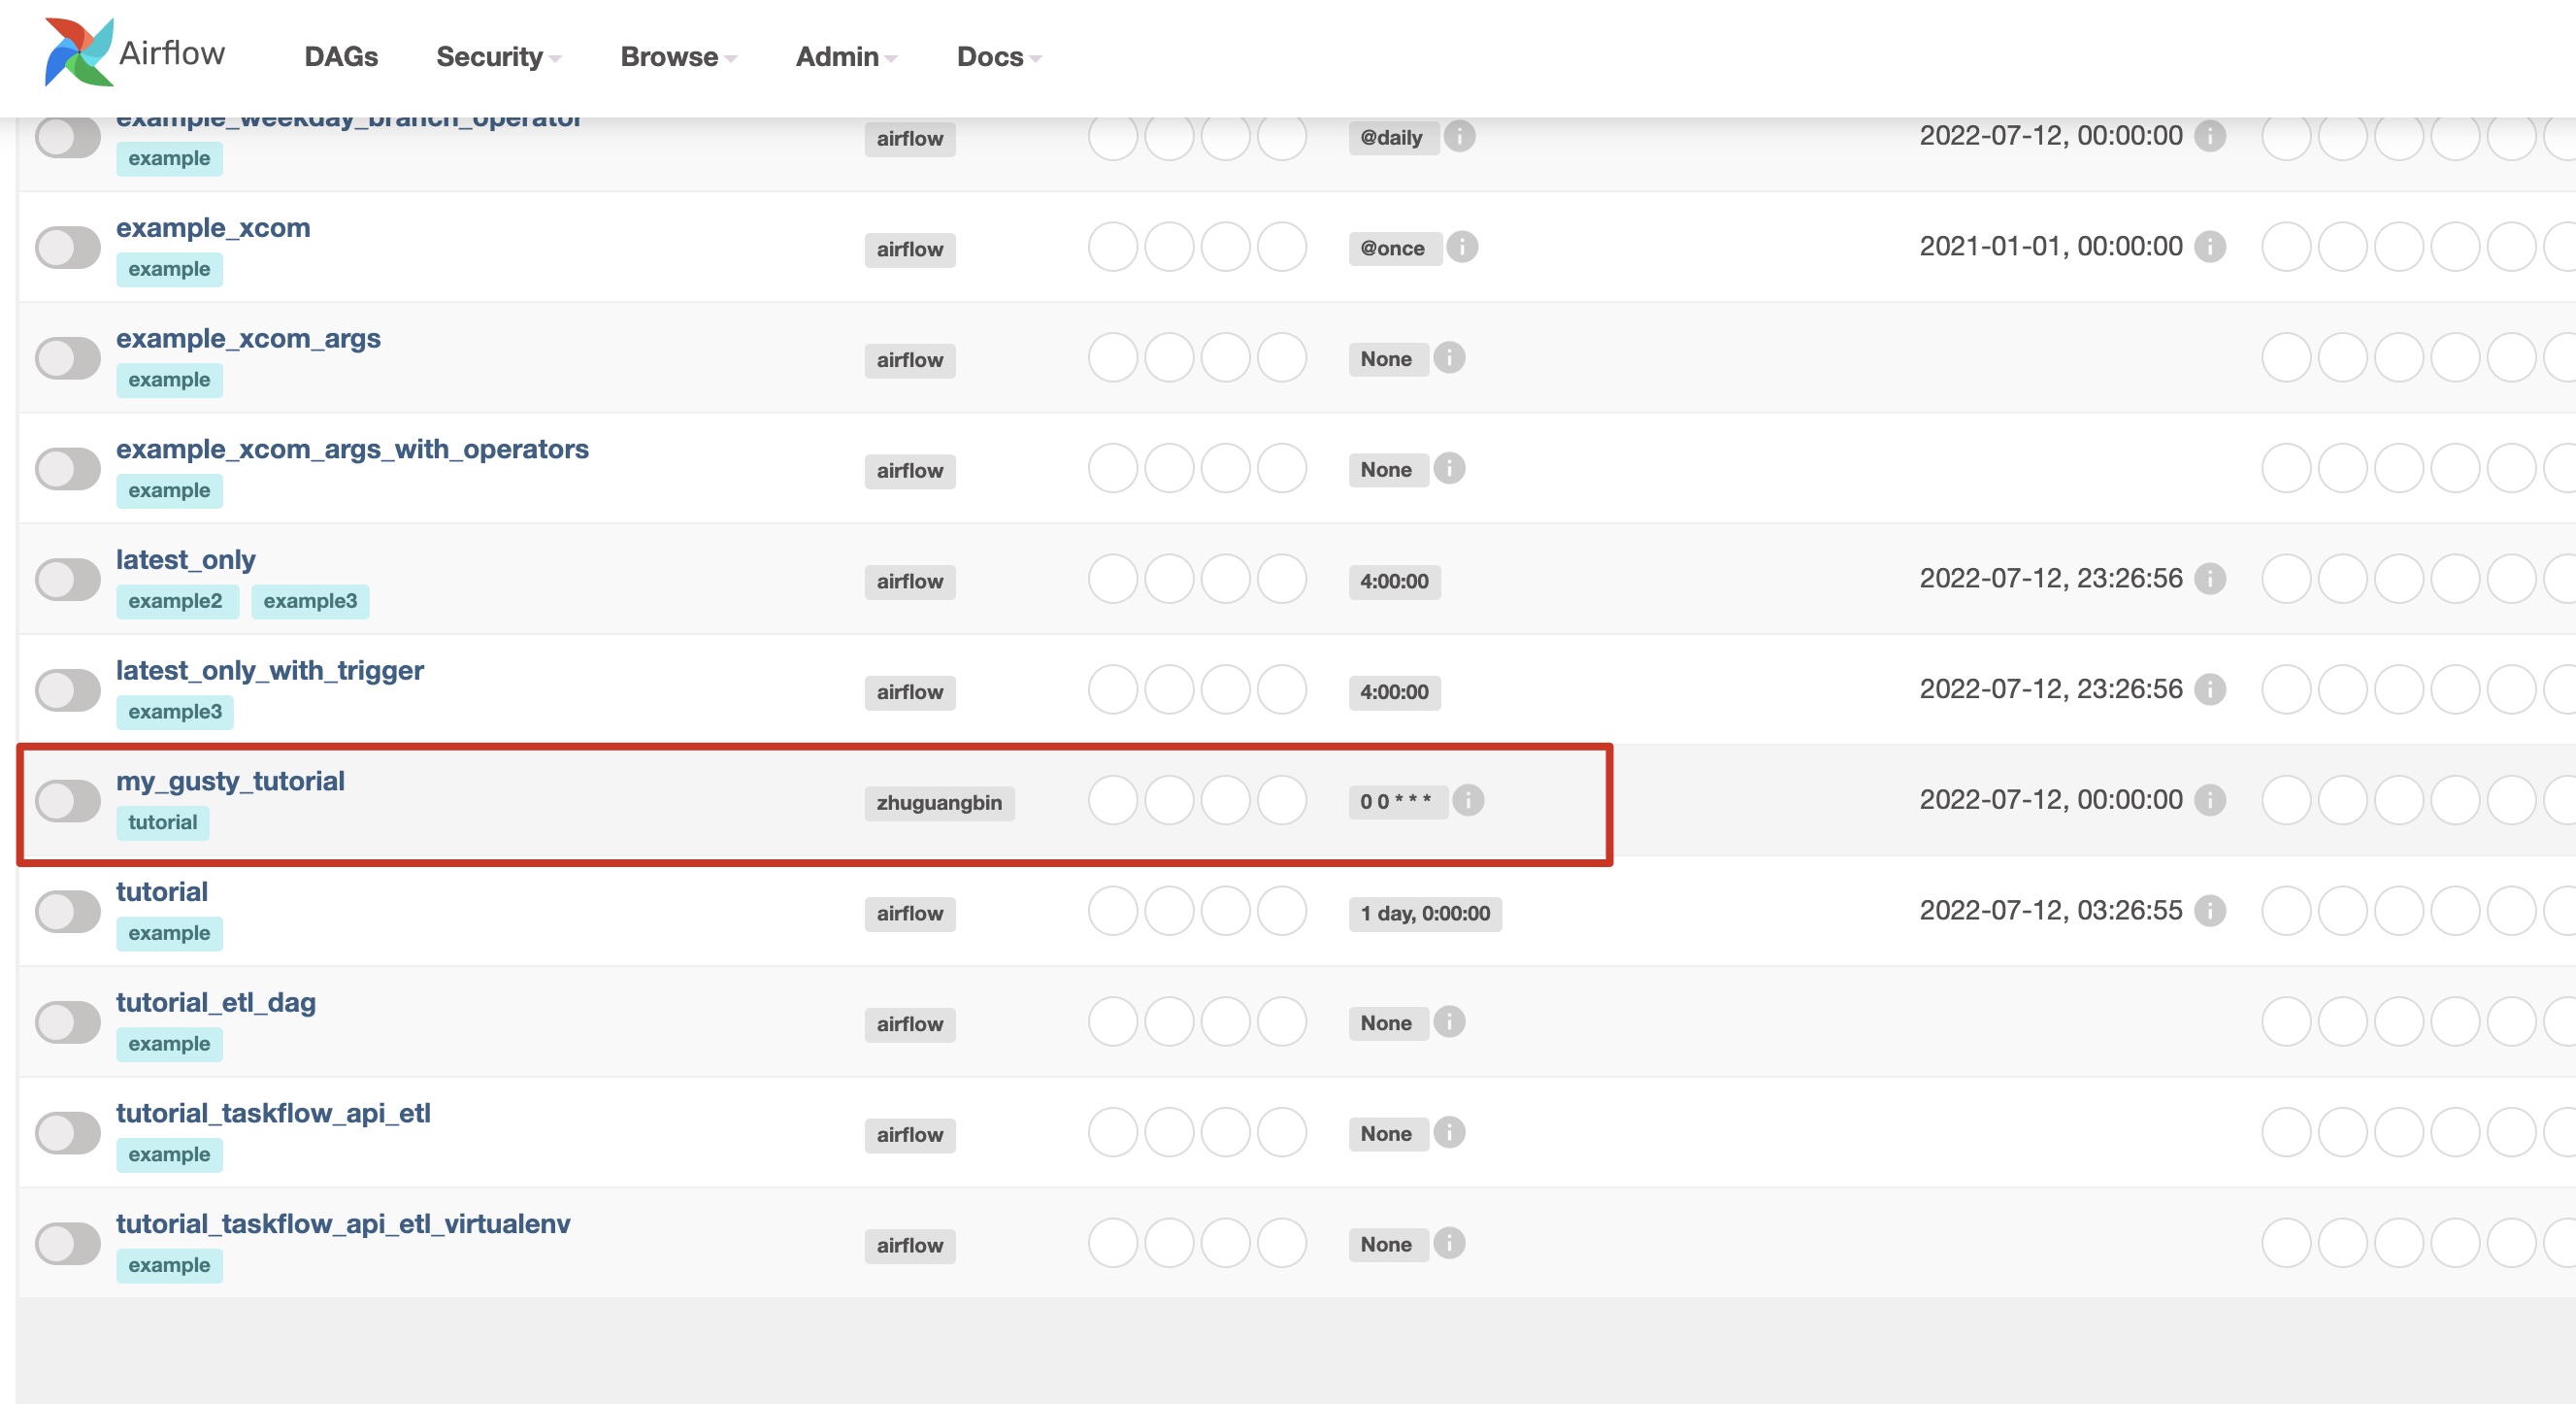 Airflow DAGs Security Browse Admin Docs
example_weekday_branch_operator
airflow @daily i 2022-07-12, 00:00:00 i
example
example_xcom
airflow @once i 2021-01-01, 00:00:00 i
example
example_xcom_args
airflow None i
example
example_xcom_args_with_operators
airflow None i
example
latest_only
airflow 4:00:00 2022-07-12, 23:26:56 i
example2 example3
latest_only_with_trigger
airflow 4:00:00 2022-07-12, 23:26:56 i
example3
my_gusty_tutorial
zhuguangbin 0 0 * * * i 2022-07-12, 00:00:00 i
tutorial
tutorial
airflow 1 day, 0:00:00 2022-07-12, 03:26:55 i
example
tutorial_etl_dag
airflow None i
example
tutorial_taskflow_api_etl
airflow None i
example
tutorial_taskflow_api_etl_virtualenv
airflow None i
example